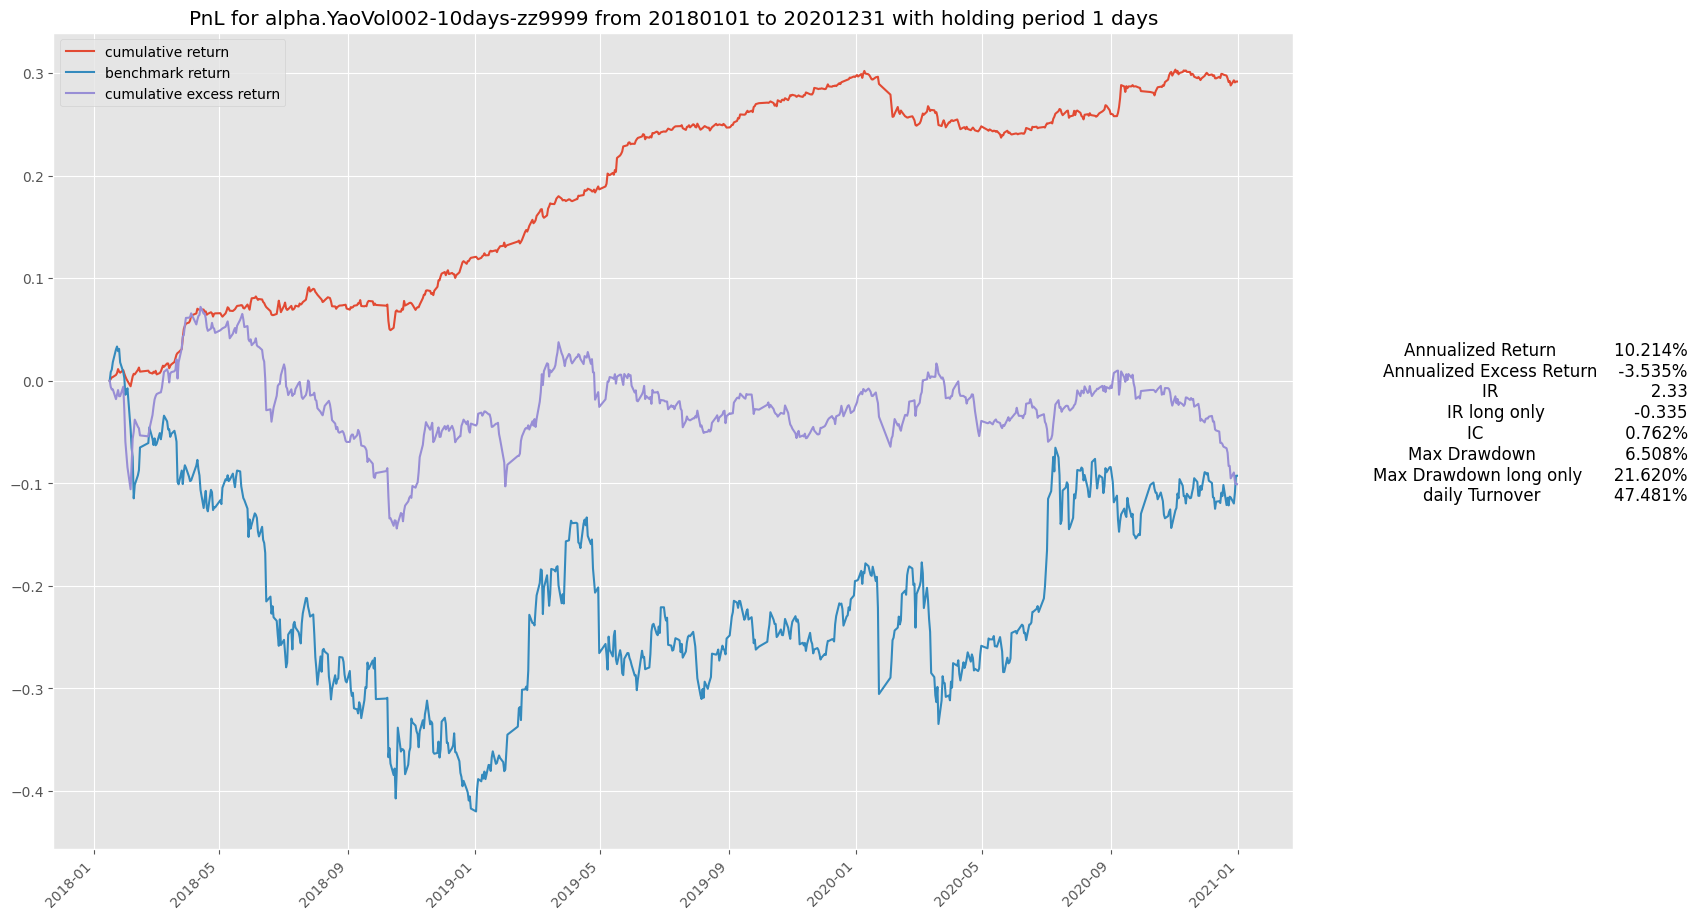 PnL for alpha.YaoVol002-10days-zz9999 from 20180101 to 20201231 with holding period 1 days
cumulative return
benchmark return
cumulative excess return
0.3
0.2
0.1
0.0
−0.1
−0.2
−0.3
−0.4
2018-01
2018-05
2018-09
2019-01
2019-05
2019-09
2020-01
2020-05
2020-09
2021-01
Annualized Return 10.214%
Annualized Excess Return -3.535%
IR 2.33
IR long only -0.335
IC 0.762%
Max Drawdown 6.508%
Max Drawdown long only 21.620%
daily Turnover 47.481%